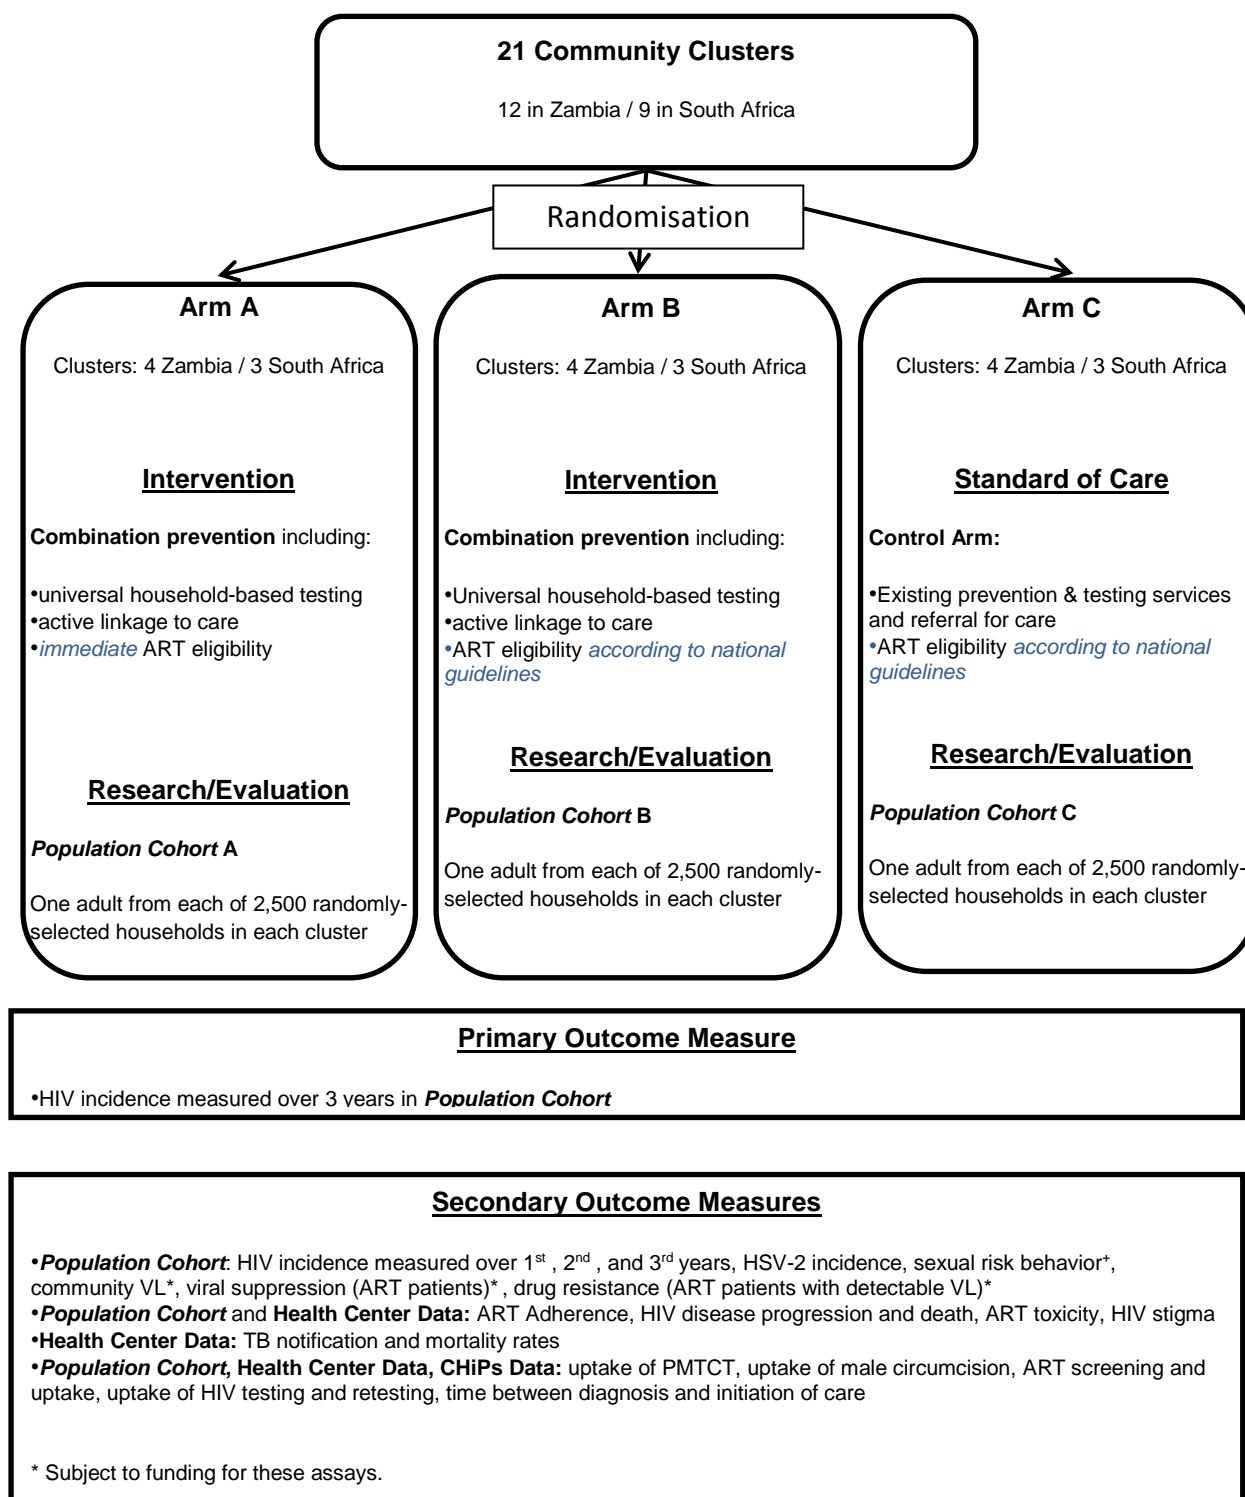 21 Community Clusters
12 in Zambia / 9 in South Africa
Randomisation
Arm A
Clusters: 4 Zambia / 3 South Africa
Intervention
Combination prevention including:
•universal household-based testing
•active linkage to care
•immediate ART eligibility
Research/Evaluation
Population Cohort A
One adult from each of 2,500 randomly-
selected households in each cluster
Arm B
Clusters: 4 Zambia / 3 South Africa
Intervention
Combination prevention including:
•Universal household-based testing
•active linkage to care
•ART eligibility according to national
guidelines
Research/Evaluation
Population Cohort B
One adult from each of 2,500 randomly-
selected households in each cluster
Arm C
Clusters: 4 Zambia / 3 South Africa
Standard of Care
Control Arm:
•Existing prevention & testing services
and referral for care
•ART eligibility according to national
guidelines
Research/Evaluation
Population Cohort C
One adult from each of 2,500 randomly-
selected households in each cluster
Primary Outcome Measure
•HIV incidence measured over 3 years in Population Cohort
Secondary Outcome Measures
•Population Cohort: HIV incidence measured over 1st , 2nd , and 3rd years, HSV-2 incidence, sexual risk behavior+,
community VL*, viral suppression (ART patients)* , drug resistance (ART patients with detectable VL)*
•Population Cohort and Health Center Data: ART Adherence, HIV disease progression and death, ART toxicity, HIV stigma
•Health Center Data: TB notification and mortality rates
•Population Cohort, Health Center Data, CHiPs Data: uptake of PMTCT, uptake of male circumcision, ART screening and
uptake, uptake of HIV testing and retesting, time between diagnosis and initiation of care
* Subject to funding for these assays.